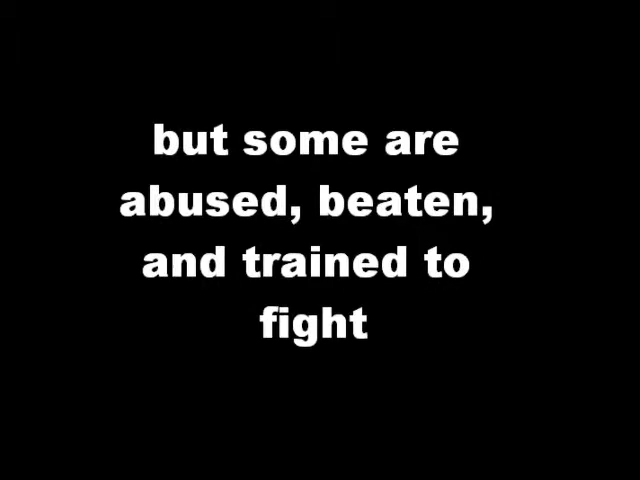 but some are
abused, beaten,
and trained to
fight